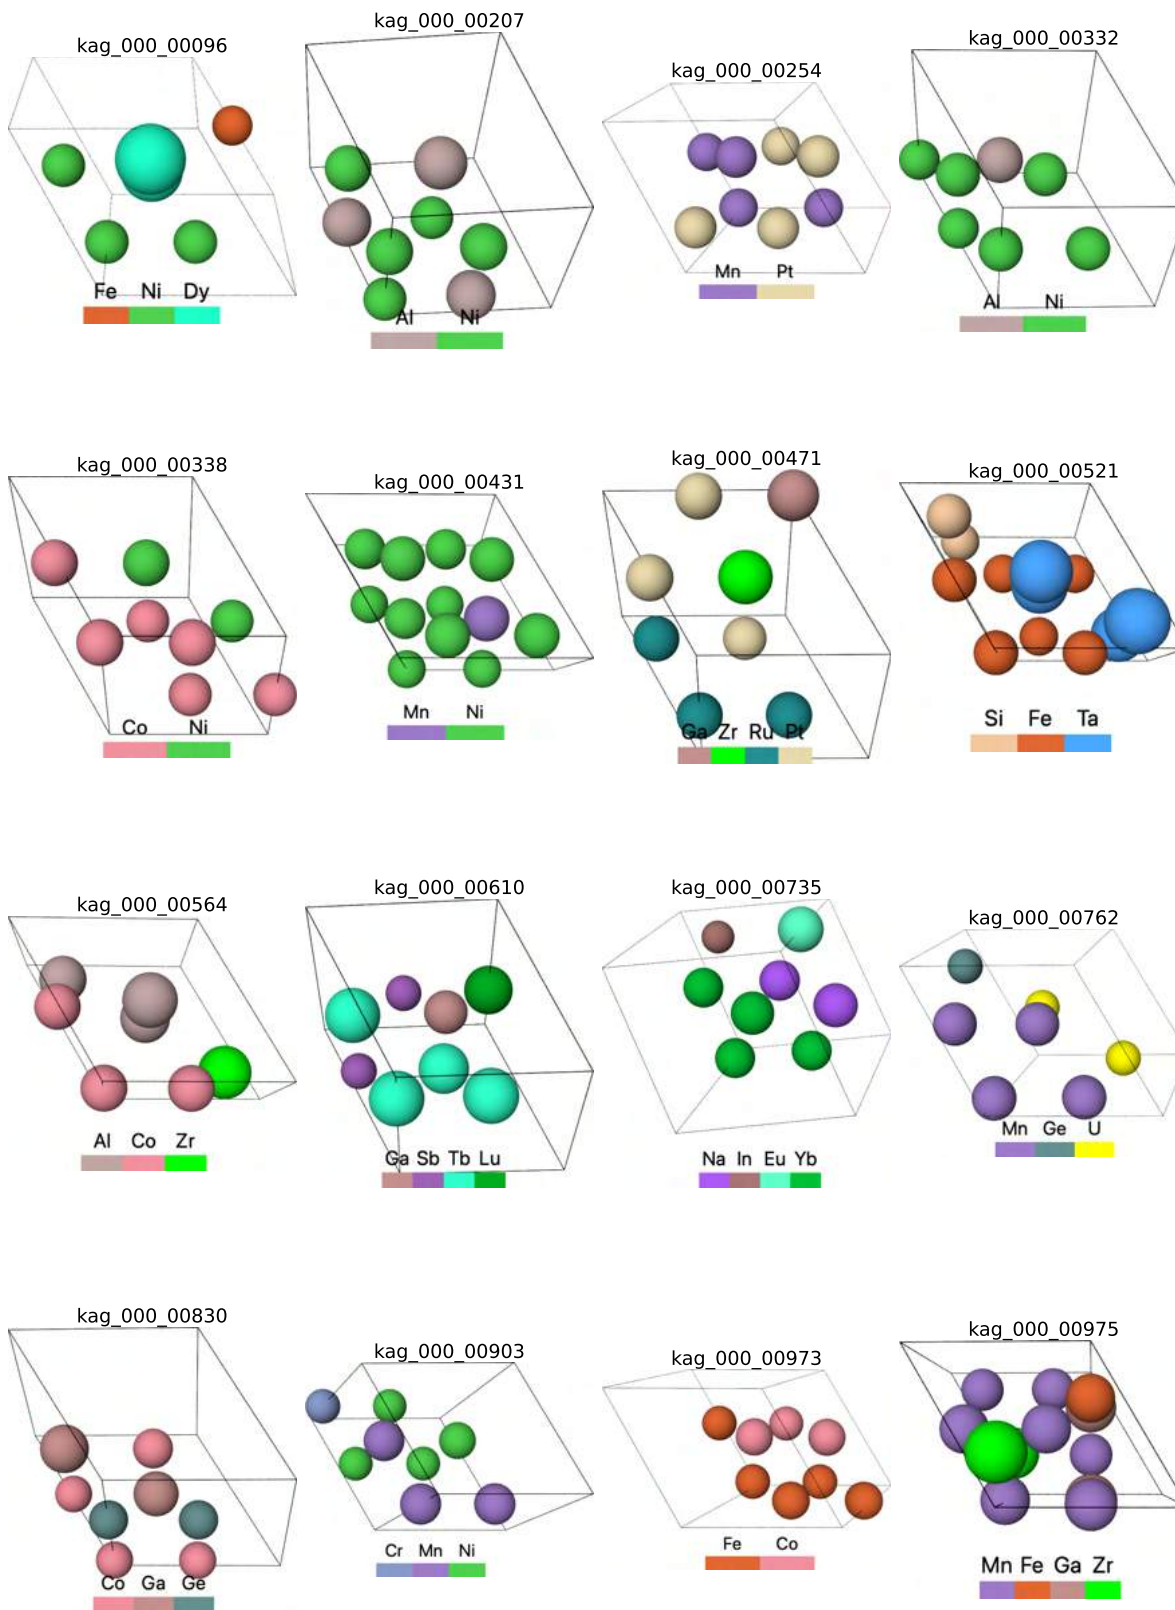 kag_000_00096
Fe Ni Dy
kag_000_00207
Al Ni
kag_000_00254
Mn Pt
kag_000_00332
Al Ni
kag_000_00338
Co Ni
kag_000_00431
Mn Ni
kag_000_00471
Ga Zr Ru Pt
kag_000_00521
Si Fe Ta
kag_000_00564
Al Co Zr
kag_000_00610
Ga Sb Tb Lu
kag_000_00735
Na In Eu Yb
kag_000_00762
Mn Ge U
kag_000_00830
Co Ga Ge
kag_000_00903
Cr Mn Ni
kag_000_00973
Fe Co
kag_000_00975
Mn Fe Ga Zr